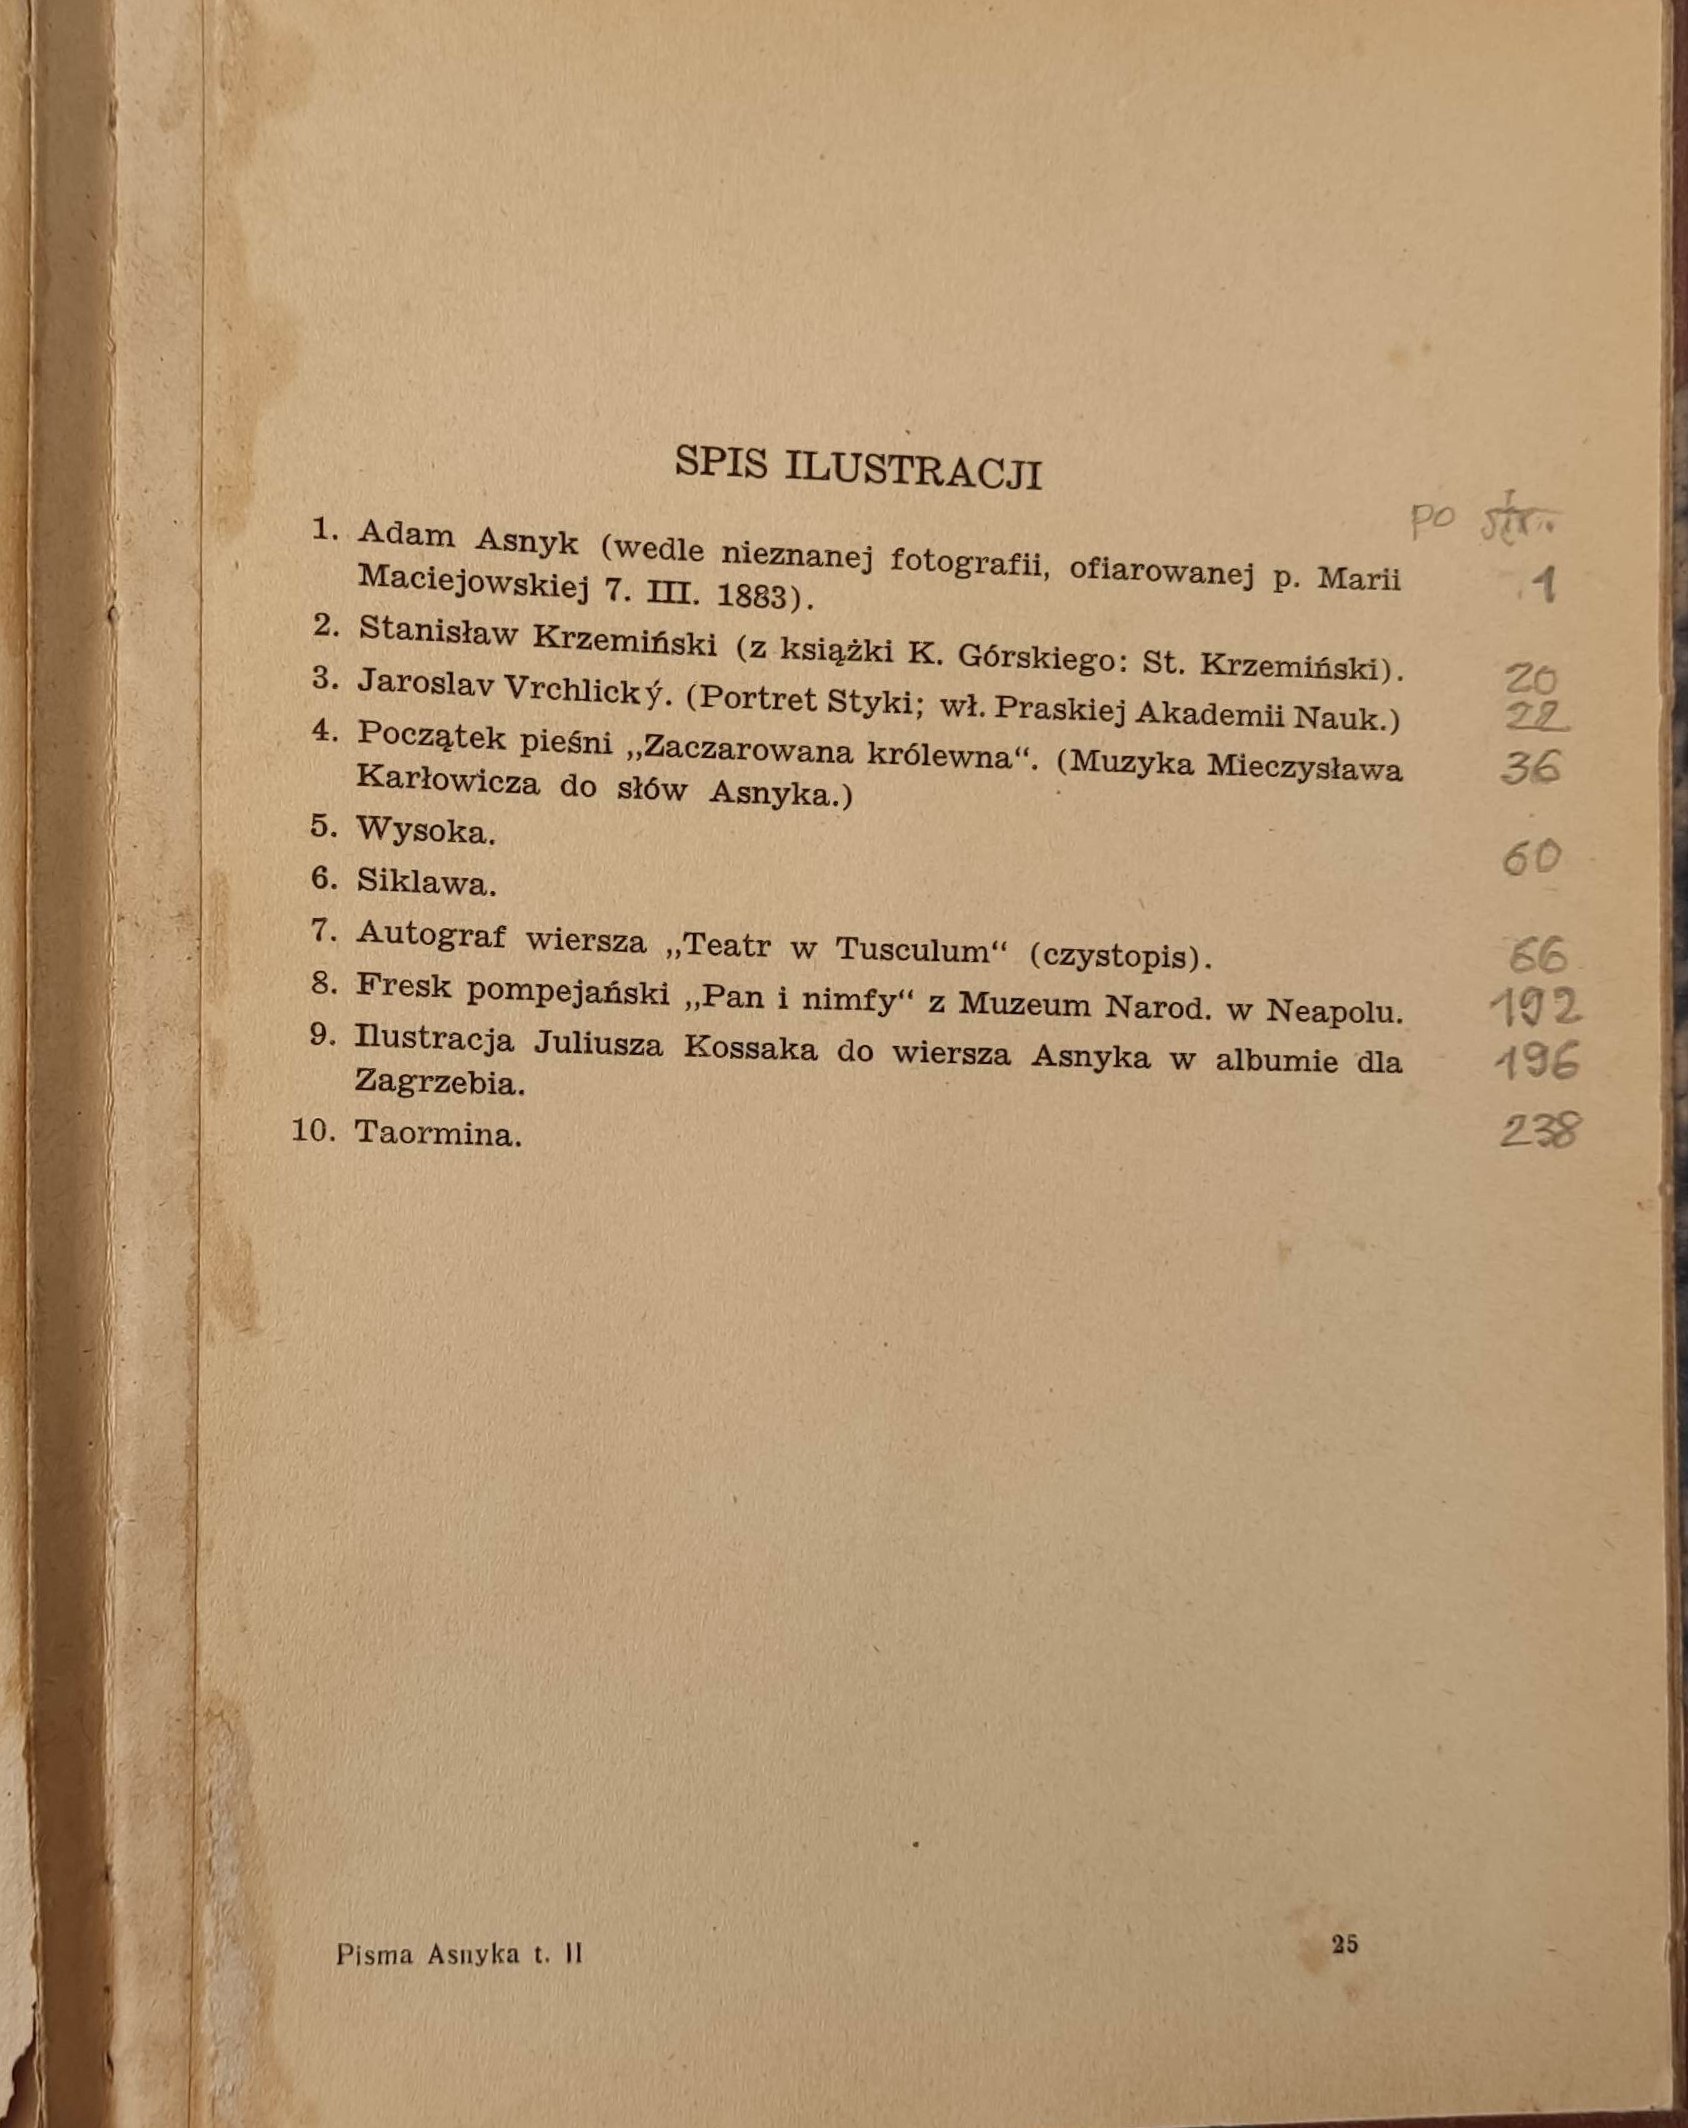 SPIS ILUSTRACJI
po str.
1. Adam Asnyk (wedle nieznanej fotografii, ofiarowanej p. Marii
Maciejowskiej 7. III. 1883). 1
2. Stanisław Krzemiński (z książki K. Górskiego: St. Krzemiński). 20
3. Jaroslav Vrchlický. (Portret Styki; wł. Praskiej Akademii Nauk.) 22
4. Początek pieśni „Zaczarowana królewna“. (Muzyka Mieczysława 36
Karłowicza do słów Asnyka.)
5. Wysoka. 60
6. Siklawa.
7. Autograf wiersza „Teatr w Tusculum“ (czystopis). 66
8. Fresk pompejański „Pan i nimfy“ z Muzeum Narod. w Neapolu. 192
9. Ilustracja Juliusza Kossaka do wiersza Asnyka w albumie dla 196
Zagrzebia.
10. Taormina. 238
Pisma Asnyka t. II 25